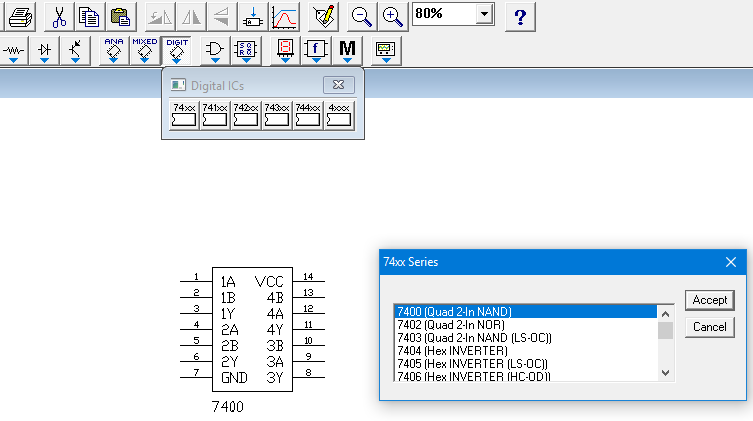 80%
?
ANA MIXED DIGIT
f M
Digital ICs
74xx 741xx 742xx 743xx 744xx 4xxx
1 1A VCC 14
2 1B 4B 13
3 1Y 4A 12
4 2A 4Y 11
5 2B 3B 10
6 2Y 3A 9
7 GND 3Y 8
7400
74xx Series
7400 (Quad 2-In NAND)
7402 (Quad 2-In NOR)
7403 (Quad 2-In NAND (LS-OC))
7404 (Hex INVERTER)
7405 (Hex INVERTER (LS-OC))
7406 (Hex INVERTER (HC-OD))
Accept
Cancel